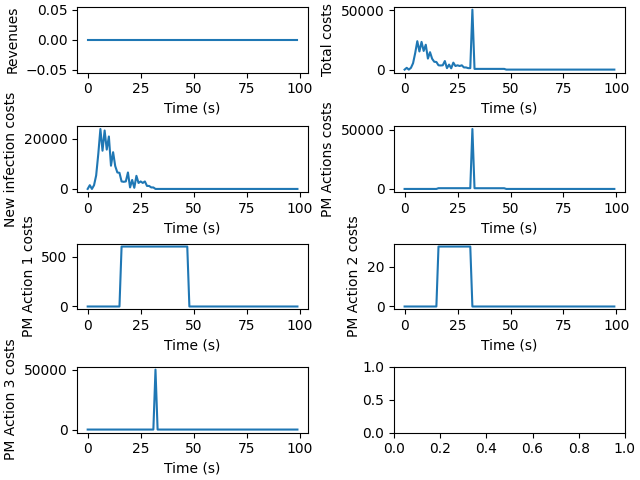 Revenues
0.05
0.00
−0.05
0 25 50 75 100
Time (s)
Total costs
50000
0
0 25 50 75 100
Time (s)
New infection costs
20000
0
0 25 50 75 100
Time (s)
PM Actions costs
50000
0
0 25 50 75 100
Time (s)
PM Action 1 costs
500
0
0 25 50 75 100
Time (s)
PM Action 2 costs
20
0
0 25 50 75 100
Time (s)
PM Action 3 costs
50000
0
0 25 50 75 100
Time (s)
1.0
0.5
0.0
0.0 0.2 0.4 0.6 0.8 1.0